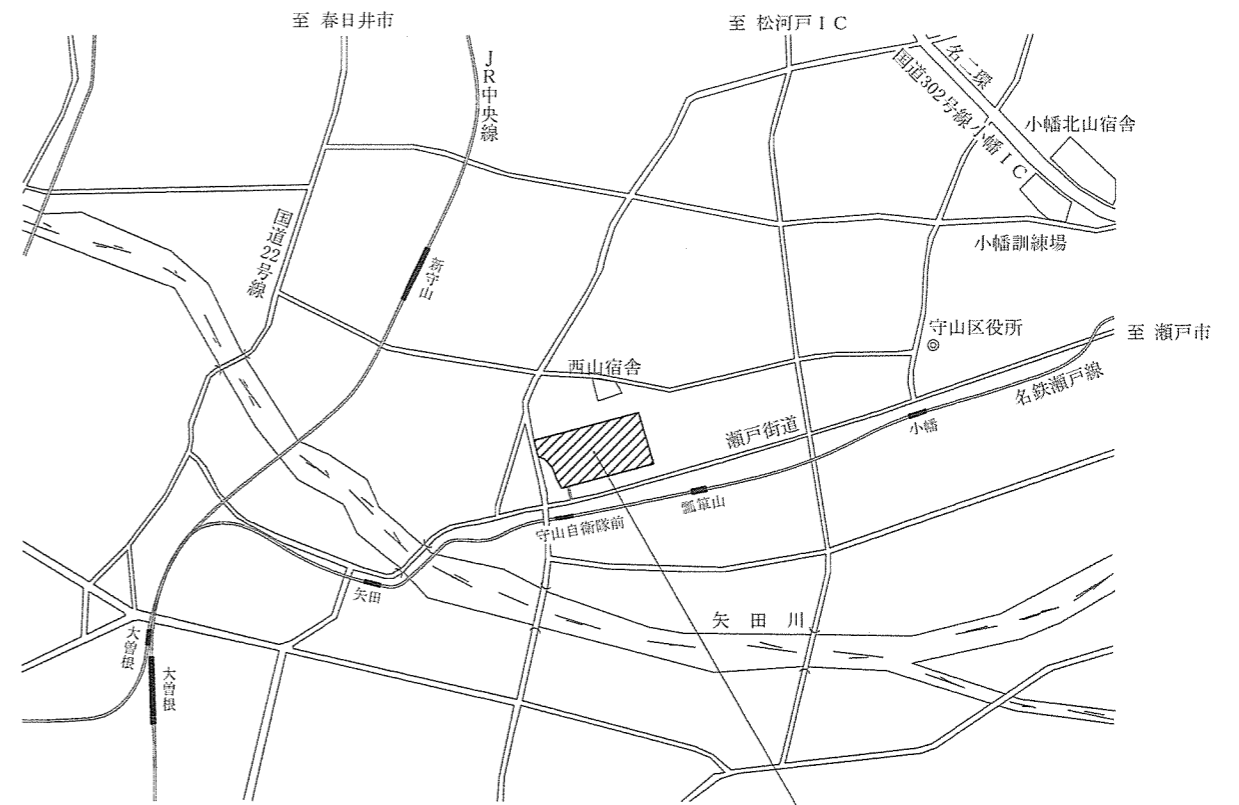 至 春日井市
至 松河戸IC
JR中央線
名二環
国道302号線
小幡IC
小幡北山宿舎
国道22号線
新守山
小幡訓練場
守山区役所
至 瀬戸市
西山宿舎
名鉄瀬戸線
瀬戸街道
小幡
瓢箪山
守山自衛隊前
矢田
矢田川
大曽根
大曽根